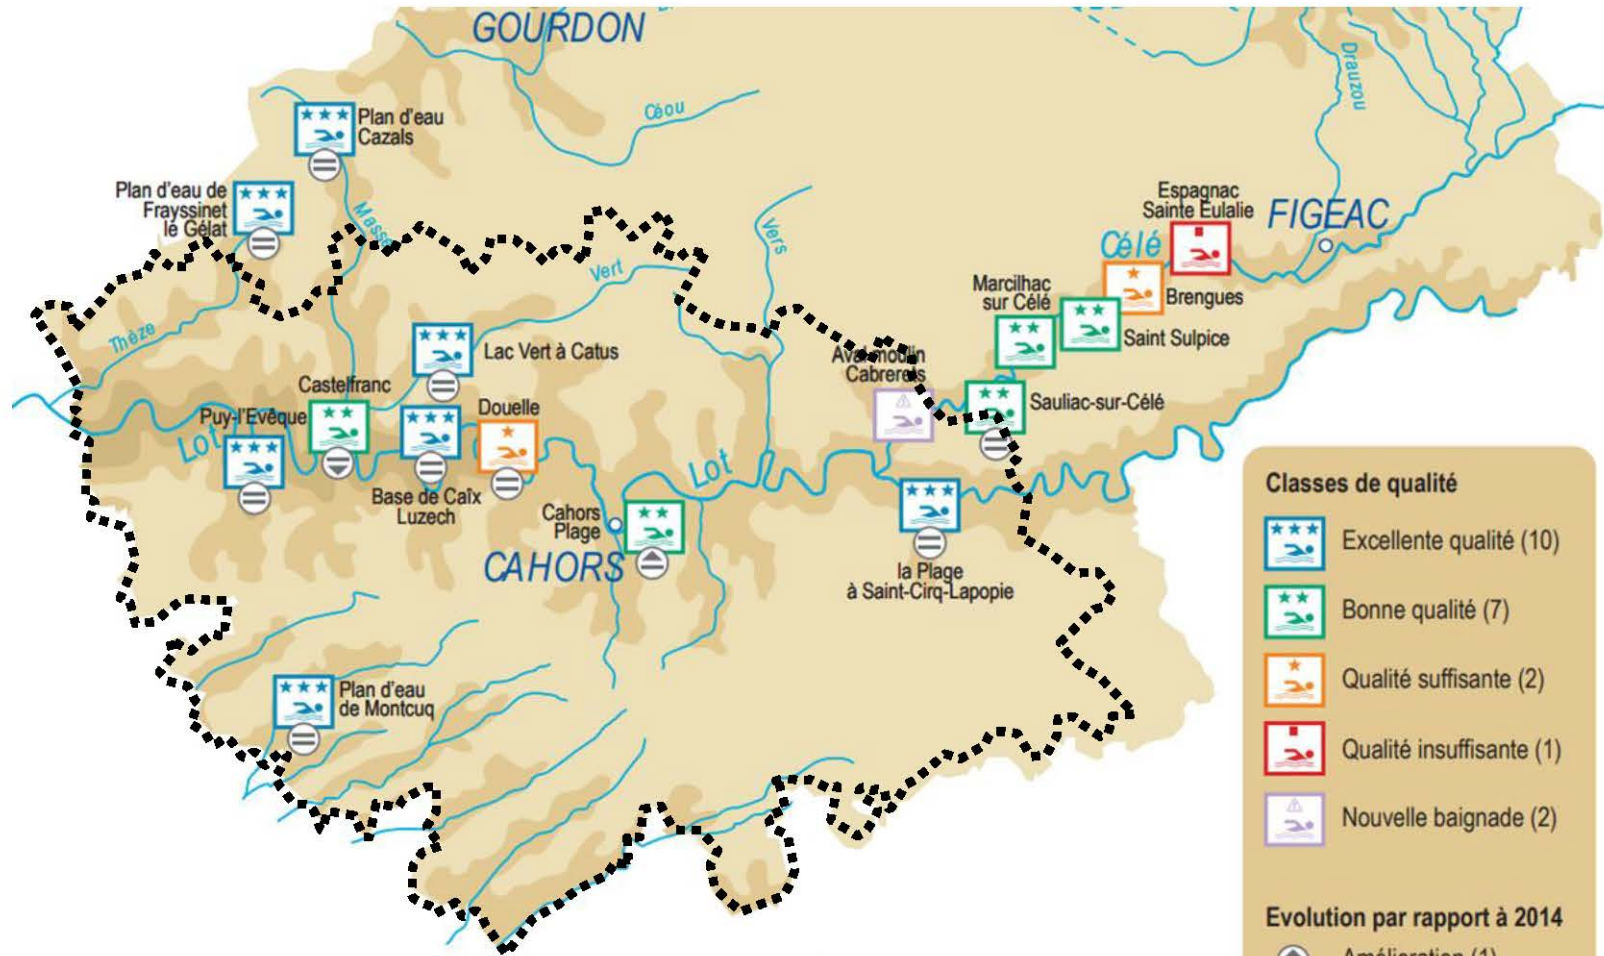 GOURDON
Drauzou
Céou
Plan d'eau
Cazals
Plan d'eau de
Frayssinet
le Gélat
Masse
Espagnac
Sainte Eulalie
FIGEAC
Célé
Vers
Vert
Marcilhac
sur Célé
Brengues
Saint Sulpice
Thèze
Lac Vert à Catus
Aval moulin
Cabrerets
Castelfranc
Sauliac-sur-Célé
Puy-l'Evêque
Douelle
Lot
Lot
Base de Caïx
Luzech
Cahors
Plage
CAHORS
la Plage
à Saint-Cirq-Lapopie
Plan d'eau
de Montcuq
Classes de qualité
Excellente qualité (10)
Bonne qualité (7)
Qualité suffisante (2)
Qualité insuffisante (1)
Nouvelle baignade (2)
Evolution par rapport à 2014
Amélioration (1)